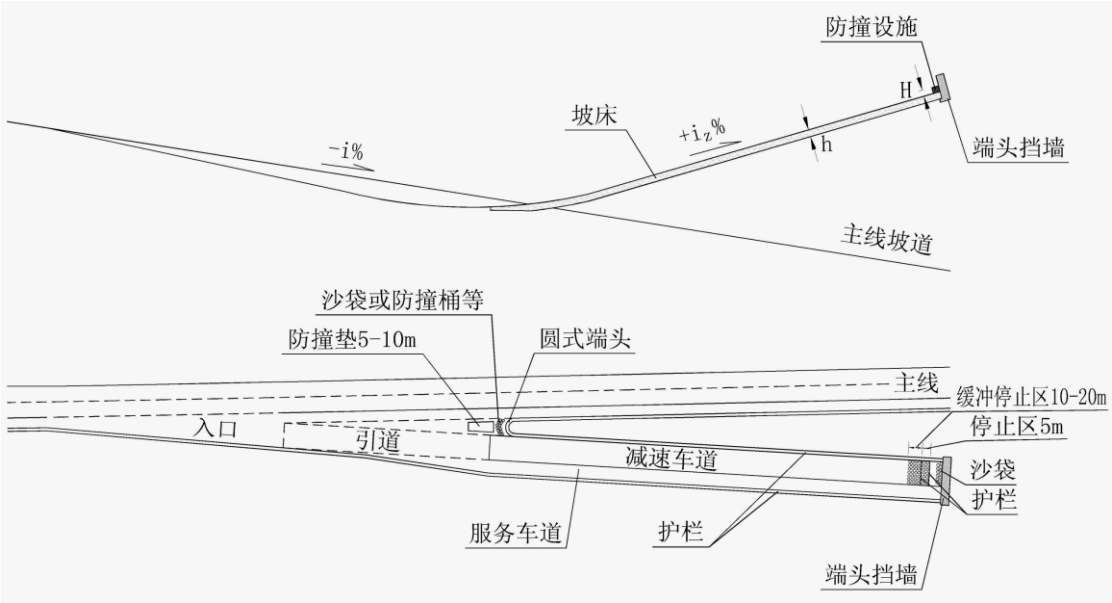 防撞设施
H
坡床
+i_z%
h
-i%
端头挡墙
主线坡道
沙袋或防撞桶等
防撞垫5-10m
圆式端头
主线
缓冲停止区10-20m
入口
引道
停止区5m
减速车道
沙袋
护栏
服务车道
护栏
端头挡墙